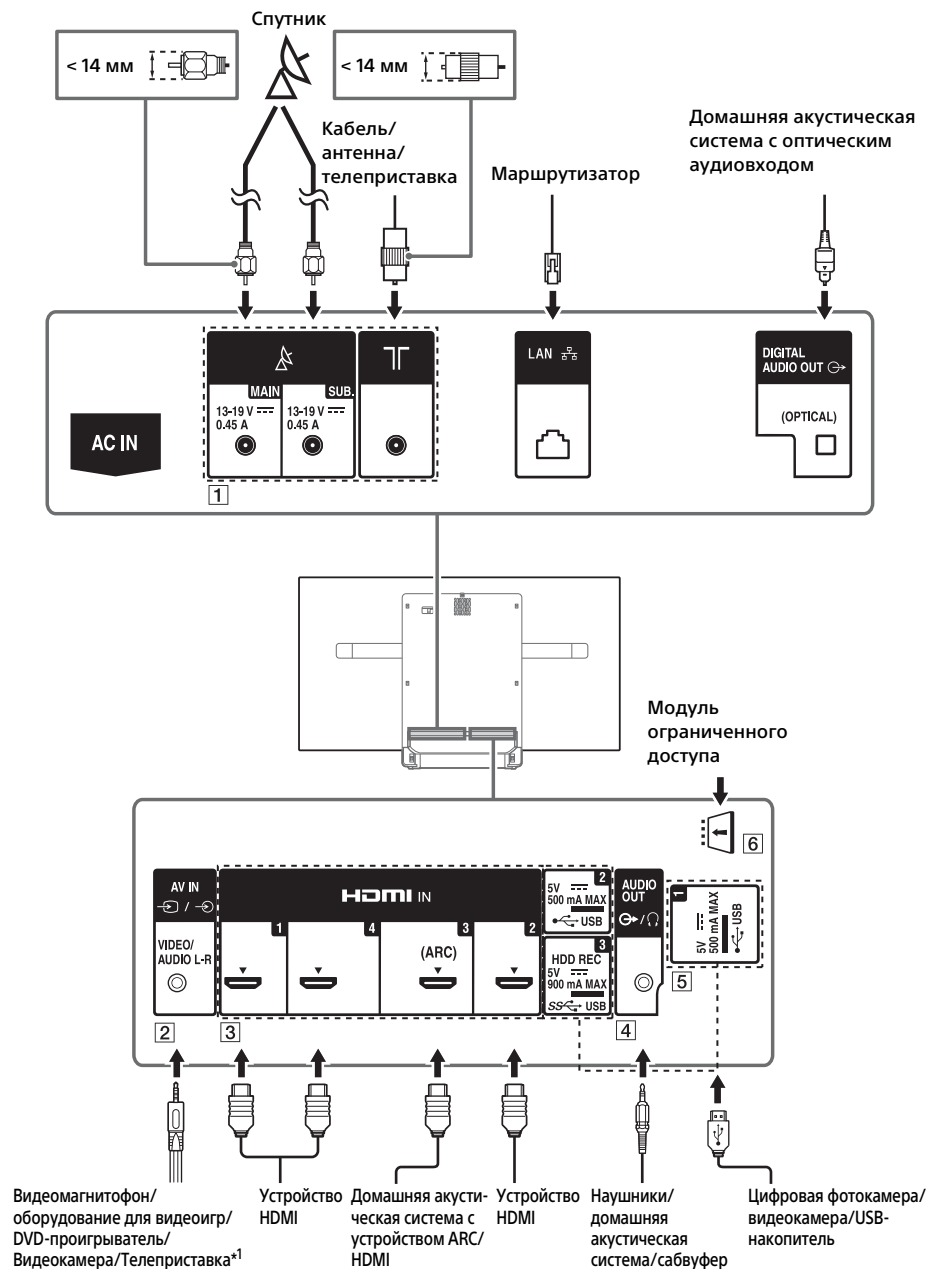 Спутник
< 14 мм
< 14 мм
Кабель/
антенна/
телеприставка
Маршрутизатор
Домашняя акустическая
система с оптическим
аудиовходом
AC IN
MAIN
13-19 V
0.45 A
SUB.
13-19 V
0.45 A
1
LAN
DIGITAL
AUDIO OUT
(OPTICAL)
Модуль
ограниченного
доступа
6
AV IN
/
VIDEO/
AUDIO L-R
2
HDMI IN
1
4
3
(ARC)
2
3
2
5V
500 mA MAX
USB
3
HDD REC
5V
900 mA MAX
SS USB
AUDIO
OUT
/
4
1
5V
500 mA MAX
USB
5
Видеомагнитофон/
оборудование для видеоигр/
DVD-проигрыватель/
Видеокамера/Телеприставка*1
Устройство
HDMI
Домашняя акусти-
ческая система с
устройством ARC/
HDMI
Устройство
HDMI
Наушники/
домашняя
акустическая
система/сабвуфер
Цифровая фотокамера/
видеокамера/USB-
накопитель